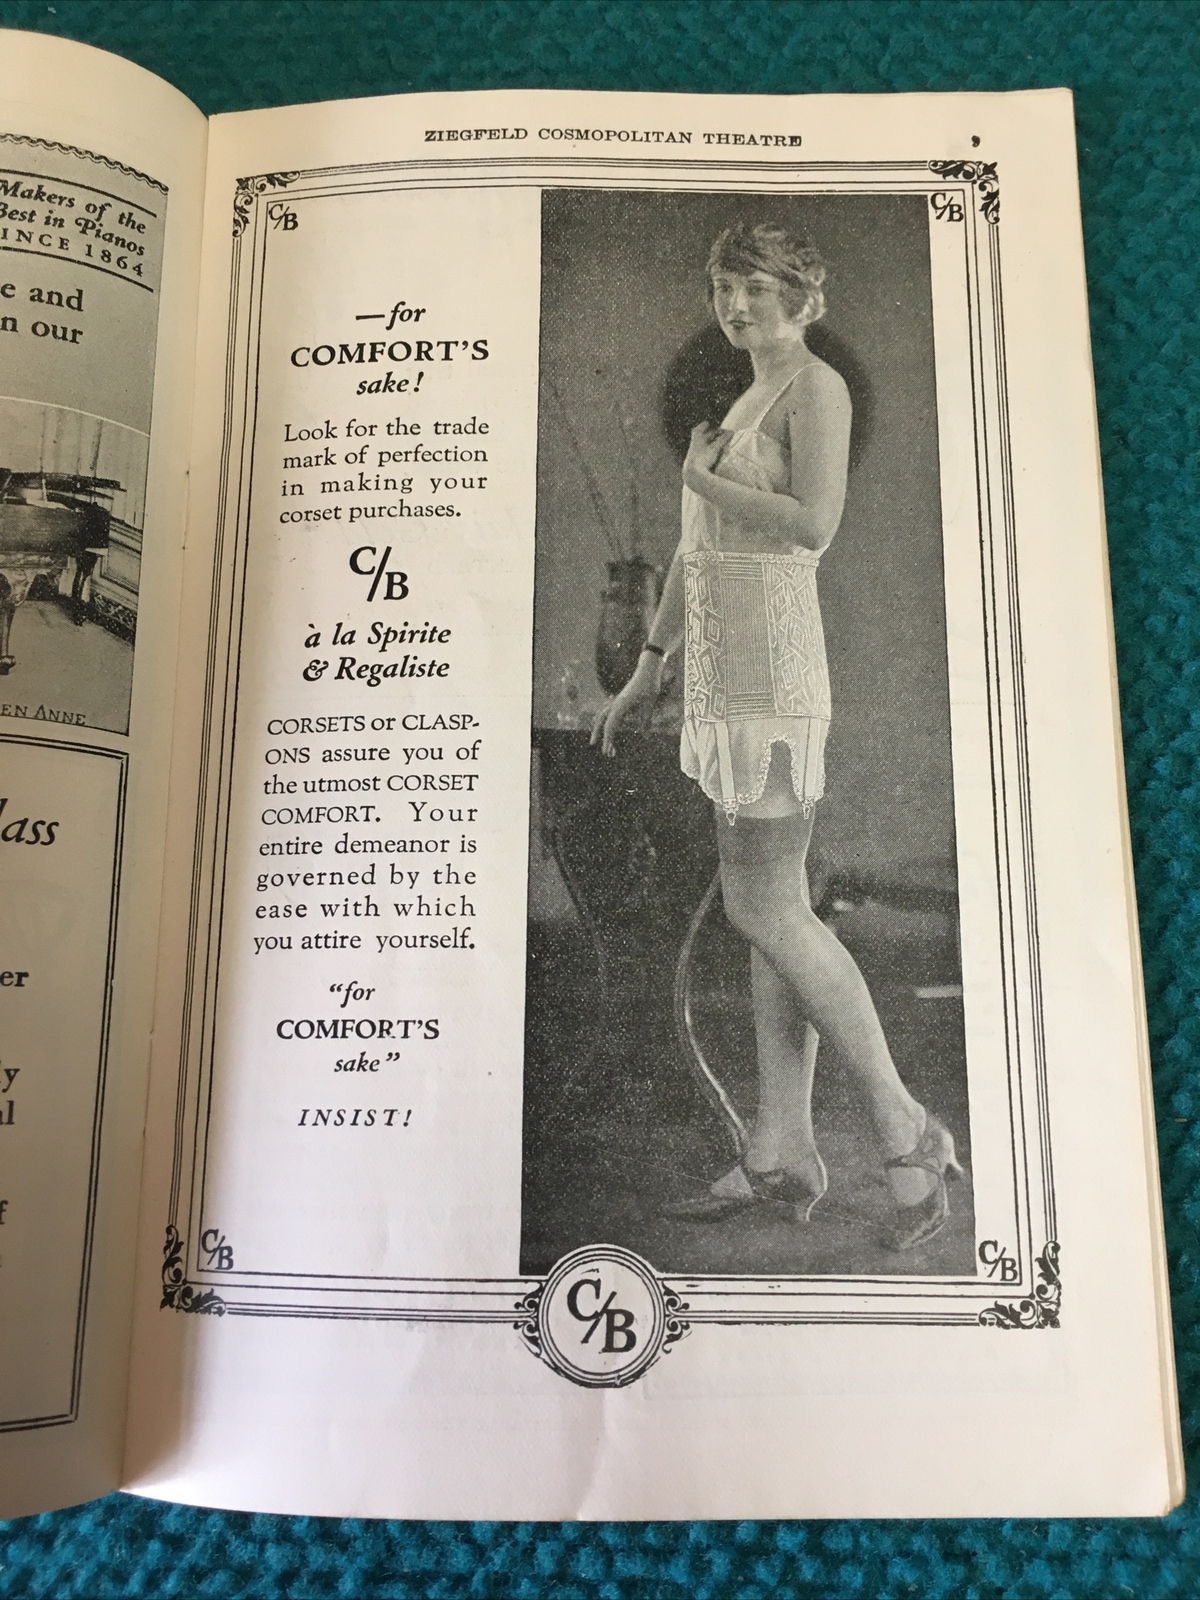 Makers of the
Best in Pianos
SINCE 1864
e and
n our
EN ANNE
lass
er
y
al
f
ZIEGFELD COSMOPOLITAN THEATRE
9
C/B
C/B
—for
COMFORT'S
sake!
Look for the trade
mark of perfection
in making your
corset purchases.
C/B
à la Spirite
& Regaliste
CORSETS or CLASP-
ONS assure you of
the utmost CORSET
COMFORT. Your
entire demeanor is
governed by the
ease with which
you attire yourself.
"for
COMFORT'S
sake"
INSIST!
C/B
C/B
C/B